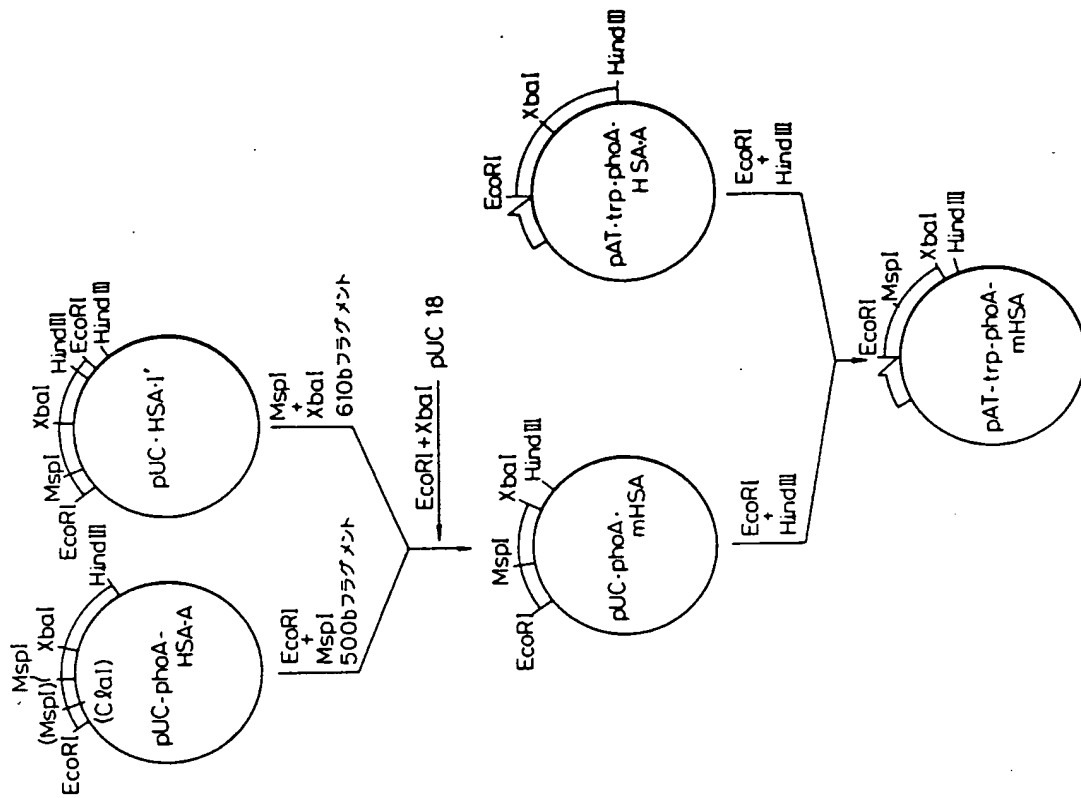 MspI
(MspI)
XbaI
EcoRI
(ClaI)
HindIII
pUC-phoA-
HSA-A
EcoRI
MspI
XbaI
HindIII
EcoRI
HindIII
pUC·HSA·I'
EcoRI
+
MspI
500bフラグメント
MspI
+
XbaI
610bフラグメント
EcoRI+XbaI
pUC 18
EcoRI
MspI
XbaI
HindIII
pUC-phoA·
mHSA
EcoRI
XbaI
HindIII
pAT·trp·phoA·
HSA·A
EcoRI
+
HindIII
EcoRI
+
HindIII
EcoRI
MspI
XbaI
HindIII
pAT-trp-phoA-
mHSA